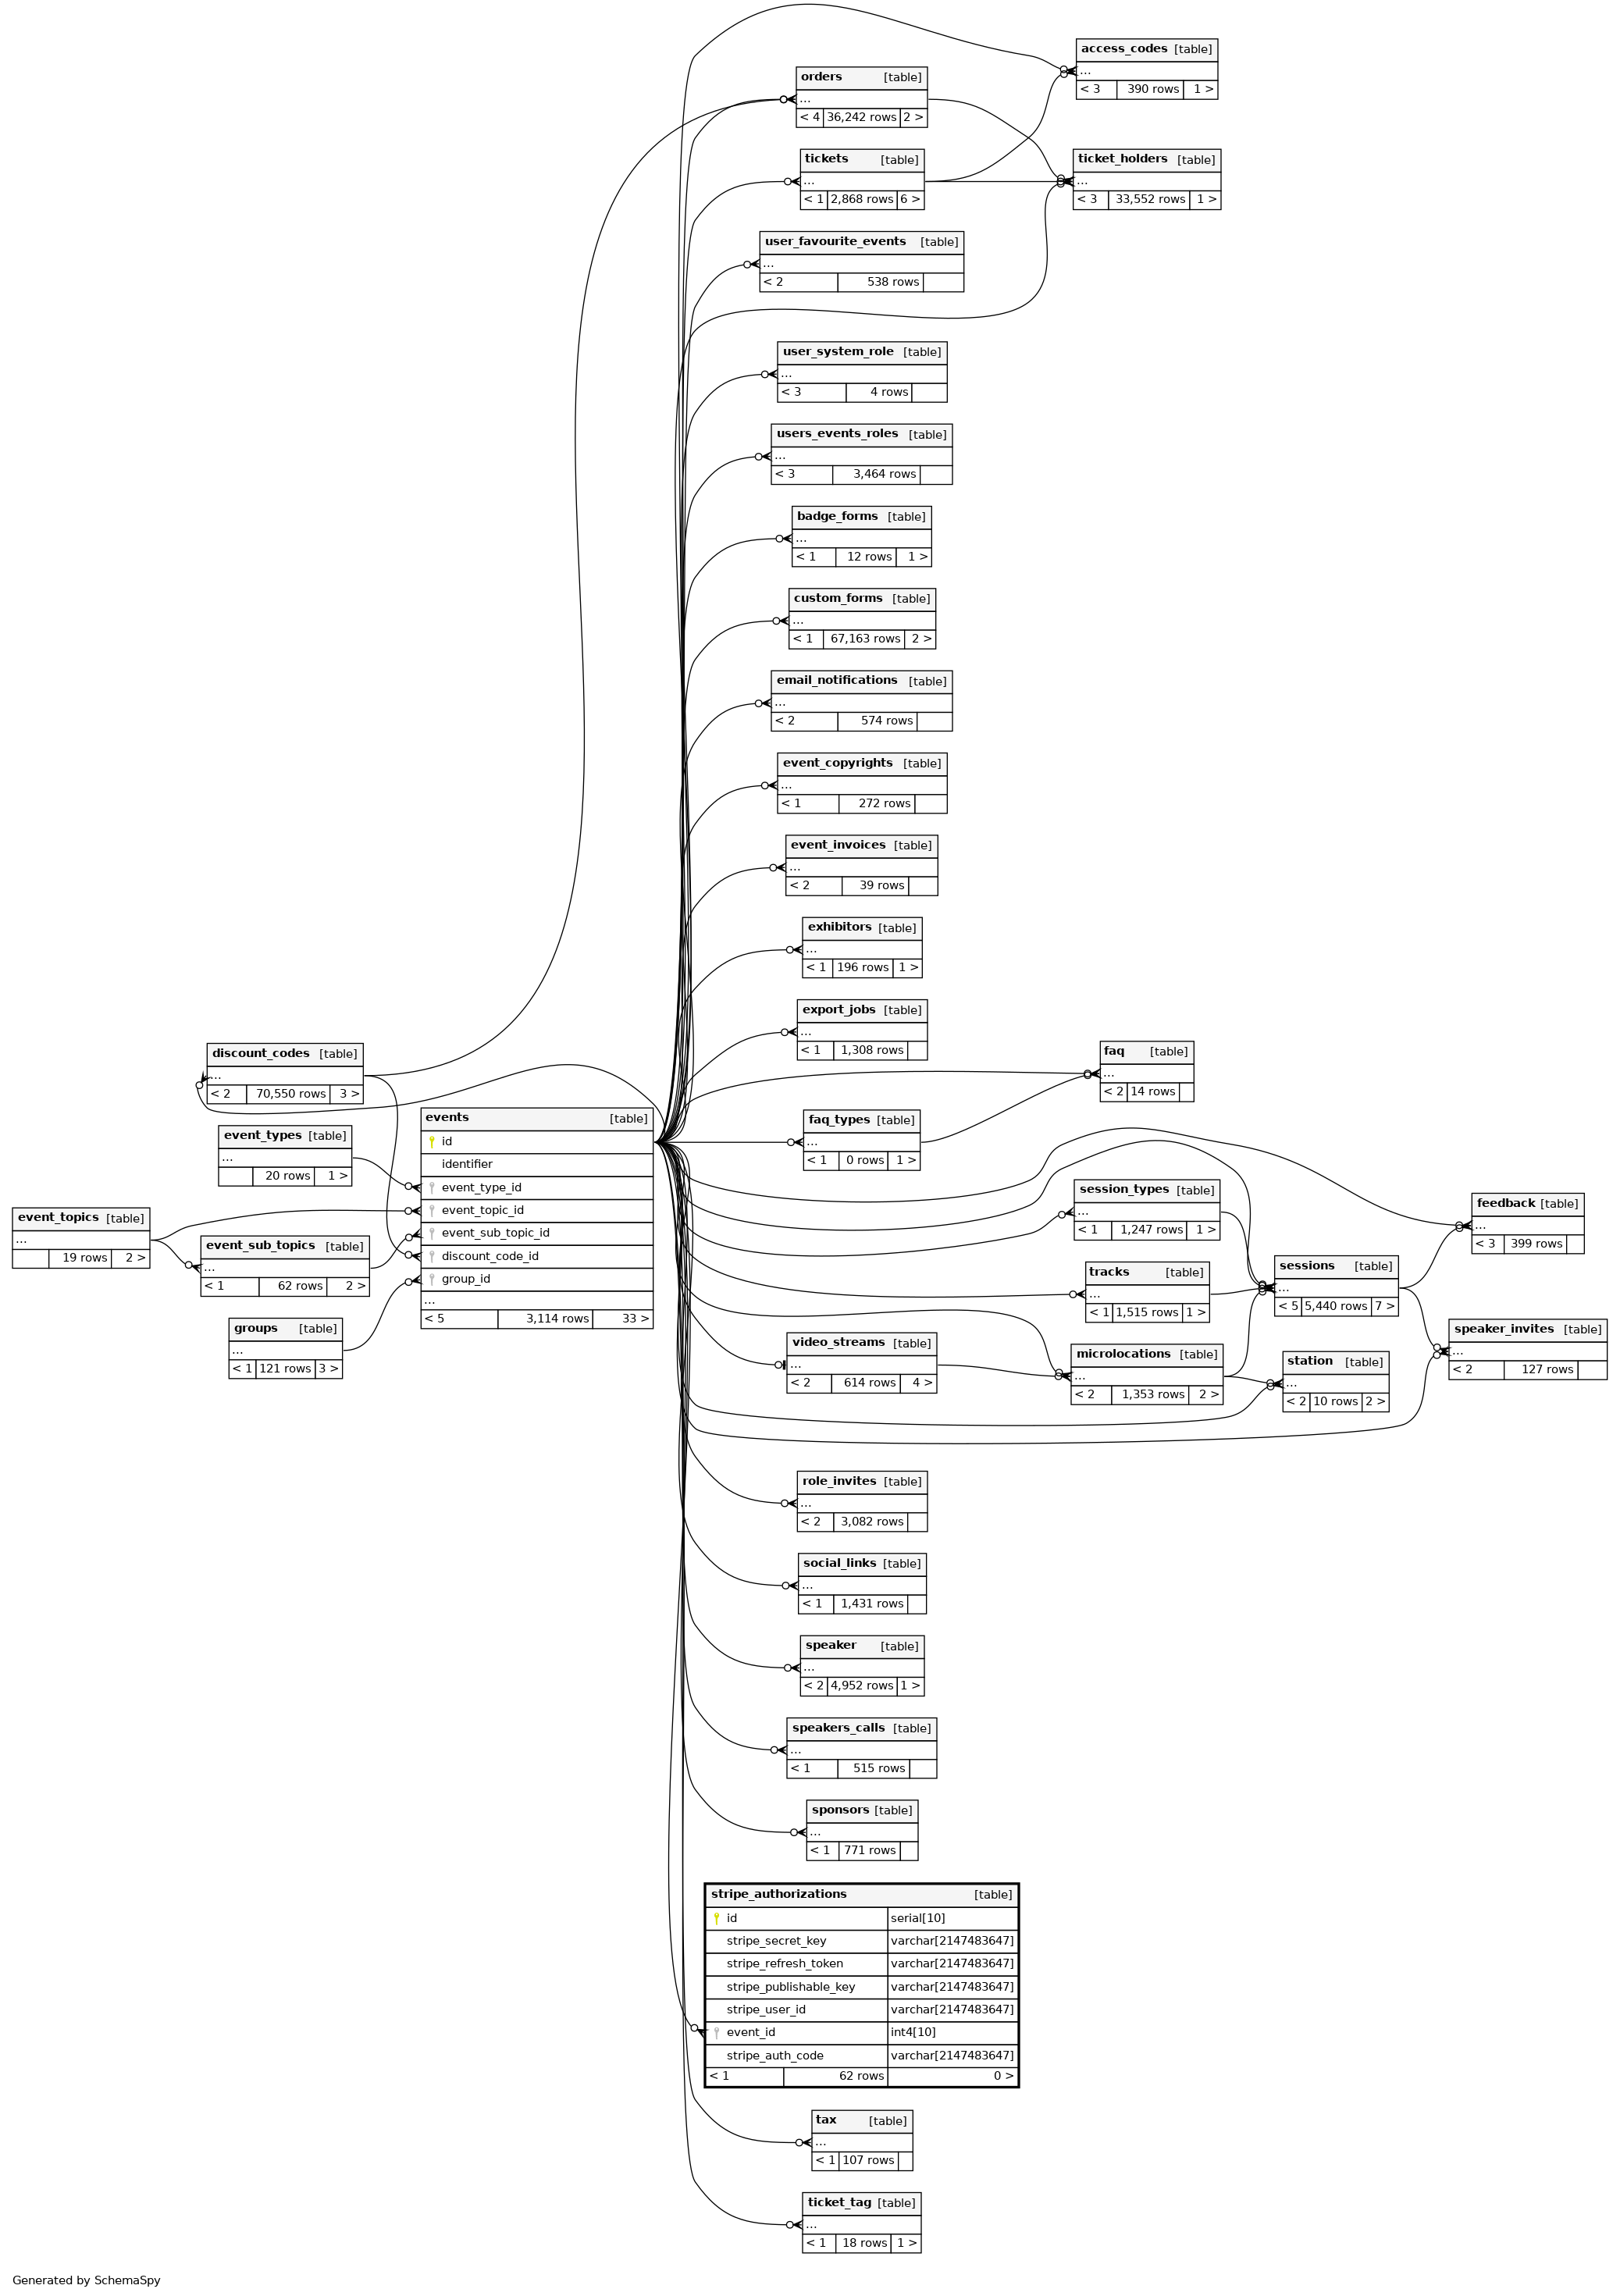 access_codes [table]
...
< 3 390 rows 1 >
orders [table]
...
< 4 36,242 rows 2 >
tickets [table]
...
< 1 2,868 rows 6 >
ticket_holders [table]
...
< 3 33,552 rows 1 >
user_favourite_events [table]
...
< 2 538 rows
user_system_role [table]
...
< 3 4 rows
users_events_roles [table]
...
< 3 3,464 rows
badge_forms [table]
...
< 1 12 rows 1 >
custom_forms [table]
...
< 1 67,163 rows 2 >
email_notifications [table]
...
< 2 574 rows
event_copyrights [table]
...
< 1 272 rows
event_invoices [table]
...
< 2 39 rows
exhibitors [table]
...
< 1 196 rows 1 >
export_jobs [table]
...
< 1 1,308 rows
faq [table]
...
< 2 14 rows
discount_codes [table]
...
< 2 70,550 rows 3 >
faq_types [table]
...
< 1 0 rows 1 >
events [table]
id
identifier
event_type_id
event_topic_id
event_sub_topic_id
discount_code_id
group_id
...
< 5 3,114 rows 33 >
event_types [table]
...
20 rows 1 >
event_topics [table]
...
19 rows 2 >
event_sub_topics [table]
...
< 1 62 rows 2 >
groups [table]
...
< 1 121 rows 3 >
session_types [table]
...
< 1 1,247 rows 1 >
feedback [table]
...
< 3 399 rows
tracks [table]
...
< 1 1,515 rows 1 >
sessions [table]
...
< 5 5,440 rows 7 >
video_streams [table]
...
< 2 614 rows 4 >
microlocations [table]
...
< 2 1,353 rows 2 >
station [table]
...
< 2 10 rows 2 >
speaker_invites [table]
...
< 2 127 rows
role_invites [table]
...
< 2 3,082 rows
social_links [table]
...
< 1 1,431 rows
speaker [table]
...
< 2 4,952 rows 1 >
speakers_calls [table]
...
< 1 515 rows
sponsors [table]
...
< 1 771 rows
stripe_authorizations [table]
id serial[10]
stripe_secret_key varchar[2147483647]
stripe_refresh_token varchar[2147483647]
stripe_publishable_key varchar[2147483647]
stripe_user_id varchar[2147483647]
event_id int4[10]
stripe_auth_code varchar[2147483647]
< 1 62 rows 0 >
tax [table]
...
< 1 107 rows
ticket_tag [table]
...
< 1 18 rows 1 >
Generated by SchemaSpy